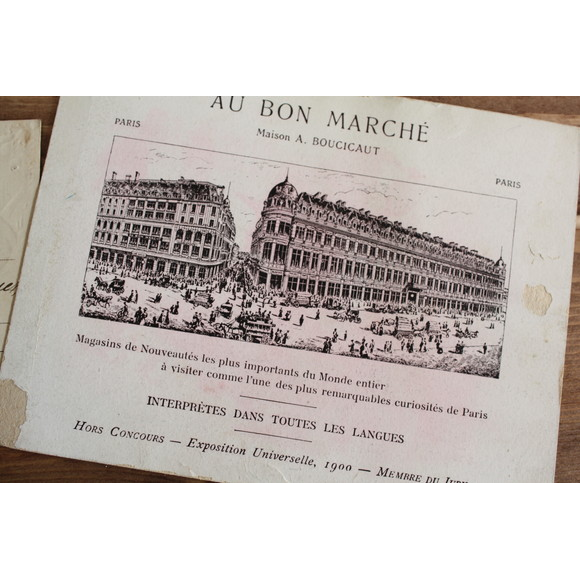 AU BON MARCHÉ
Maison A. BOUCICAUT
PARIS
PARIS
Magasins de Nouveautés les plus importants du Monde entier
à visiter comme l'une des plus remarquables curiosités de Paris
INTERPRÈTES DANS TOUTES LES LANGUES
HORS CONCOURS — Exposition Universelle, 1900 — MEMBRE DU